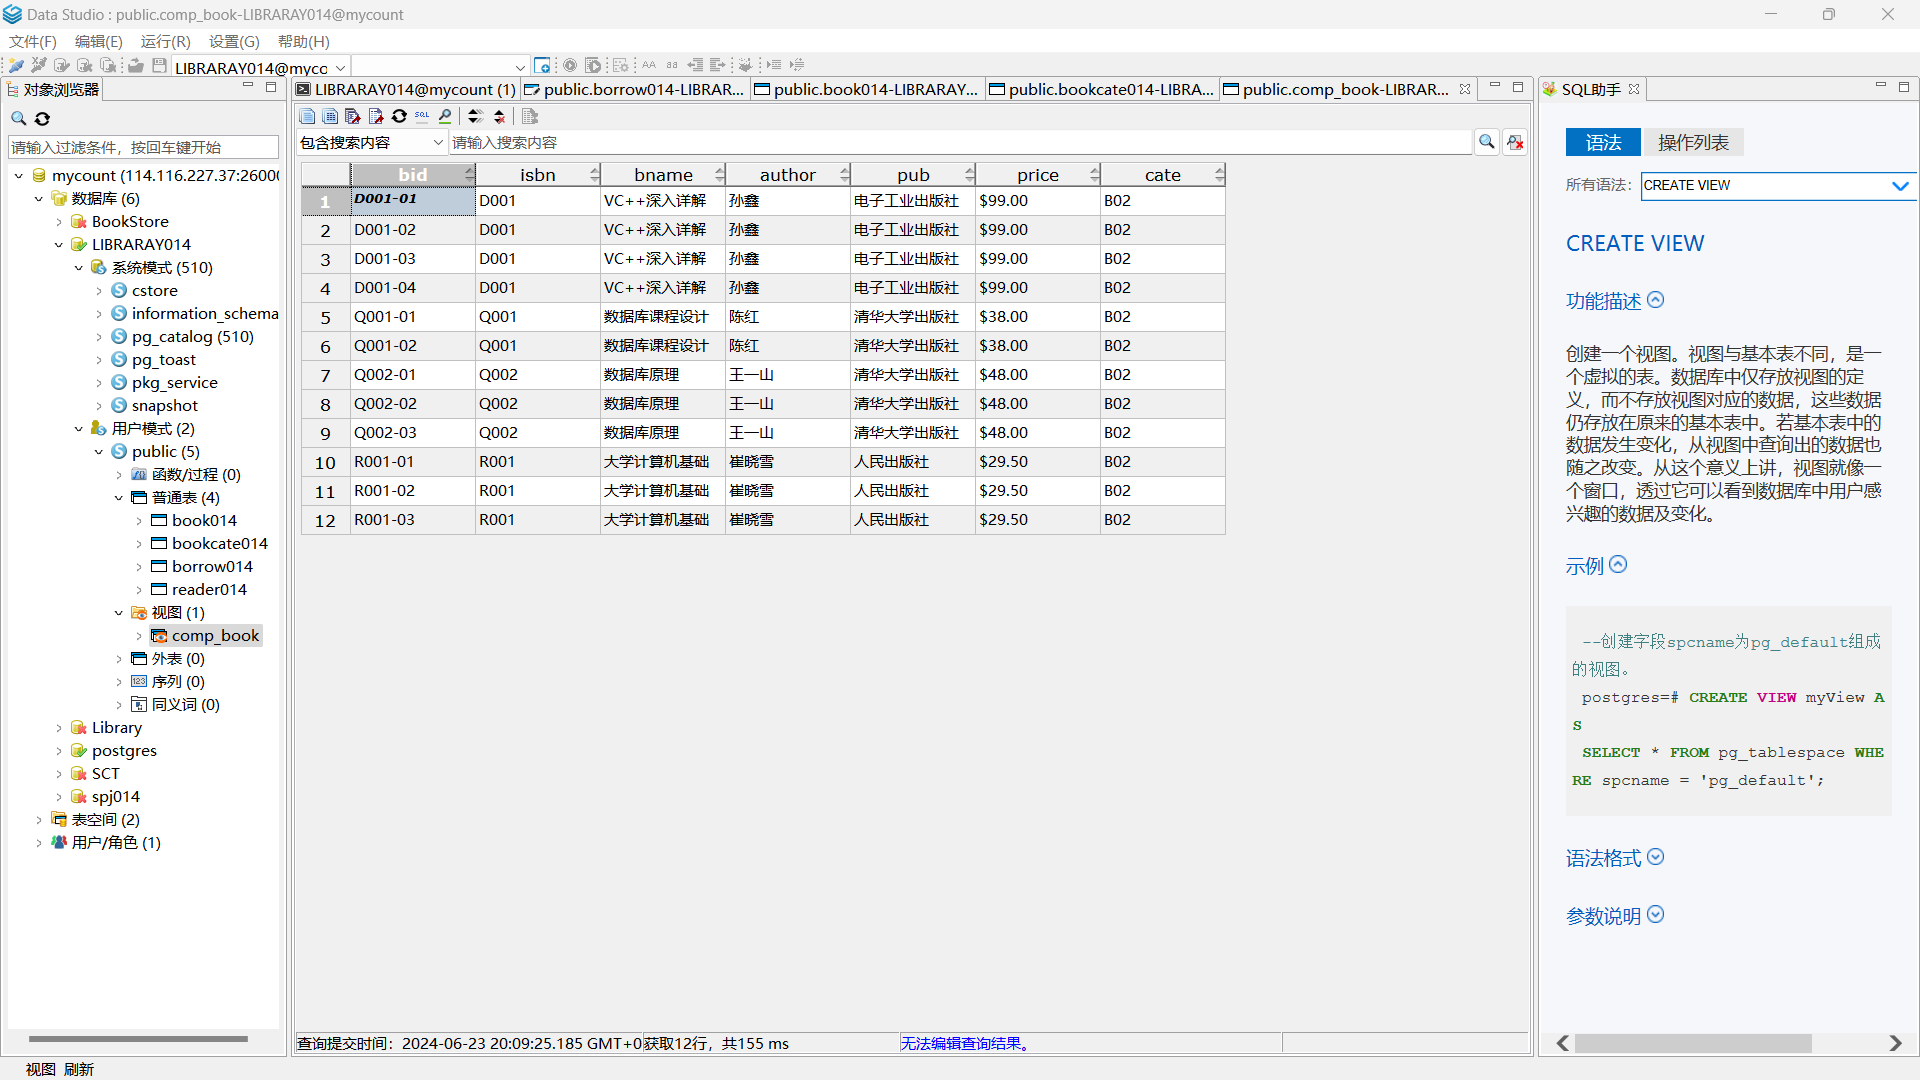 Data Studio : public.comp_book-LIBRARAY014@mycount
文件(F) 编辑(E) 运行(R) 设置(G) 帮助(H)
LIBRARAY014@myco
对象浏览器
请输入过滤条件，按回车键开始
mycount (114.116.227.37:2600
数据库 (6)
BookStore
LIBRARAY014
系统模式 (510)
cstore
information_schema
pg_catalog (510)
pg_toast
pkg_service
snapshot
用户模式 (2)
public (5)
函数/过程 (0)
普通表 (4)
book014
bookcate014
borrow014
reader014
视图 (1)
comp_book
外表 (0)
序列 (0)
同义词 (0)
Library
postgres
SCT
spj014
表空间 (2)
用户/角色 (1)
LIBRARAY014@mycount (1) public.borrow014-LIBRAR... public.book014-LIBRARAY... public.bookcate014-LIBRA... public.comp_book-LIBRAR...
包含搜索内容 请输入搜索内容
bid isbn bname author pub price cate
1 D001-01 D001 VC++深入详解 孙鑫 电子工业出版社 $99.00 B02
2 D001-02 D001 VC++深入详解 孙鑫 电子工业出版社 $99.00 B02
3 D001-03 D001 VC++深入详解 孙鑫 电子工业出版社 $99.00 B02
4 D001-04 D001 VC++深入详解 孙鑫 电子工业出版社 $99.00 B02
5 Q001-01 Q001 数据库课程设计 陈红 清华大学出版社 $38.00 B02
6 Q001-02 Q001 数据库课程设计 陈红 清华大学出版社 $38.00 B02
7 Q002-01 Q002 数据库原理 王一山 清华大学出版社 $48.00 B02
8 Q002-02 Q002 数据库原理 王一山 清华大学出版社 $48.00 B02
9 Q002-03 Q002 数据库原理 王一山 清华大学出版社 $48.00 B02
10 R001-01 R001 大学计算机基础 崔晓雪 人民出版社 $29.50 B02
11 R001-02 R001 大学计算机基础 崔晓雪 人民出版社 $29.50 B02
12 R001-03 R001 大学计算机基础 崔晓雪 人民出版社 $29.50 B02
查询提交时间：2024-06-23 20:09:25.185 GMT+0 获取12行，共155 ms 无法编辑查询结果。
SQL助手
语法 操作列表
所有语法: CREATE VIEW
CREATE VIEW
功能描述
创建一个视图。视图与基本表不同，是一
个虚拟的表。数据库中仅存放视图的定
义，而不存放视图对应的数据，这些数据
仍存放在原来的基本表中。若基本表中的
数据发生变化，从视图中查询出的数据也
随之改变。从这个意义上讲，视图就像一
个窗口，透过它可以看到数据库中用户感
兴趣的数据及变化。
示例
--创建字段spcname为pg_default组成
的视图。
postgres=# CREATE VIEW myView A
S
SELECT * FROM pg_tablespace WHE
RE spcname = 'pg_default';
语法格式
参数说明
视图 刷新